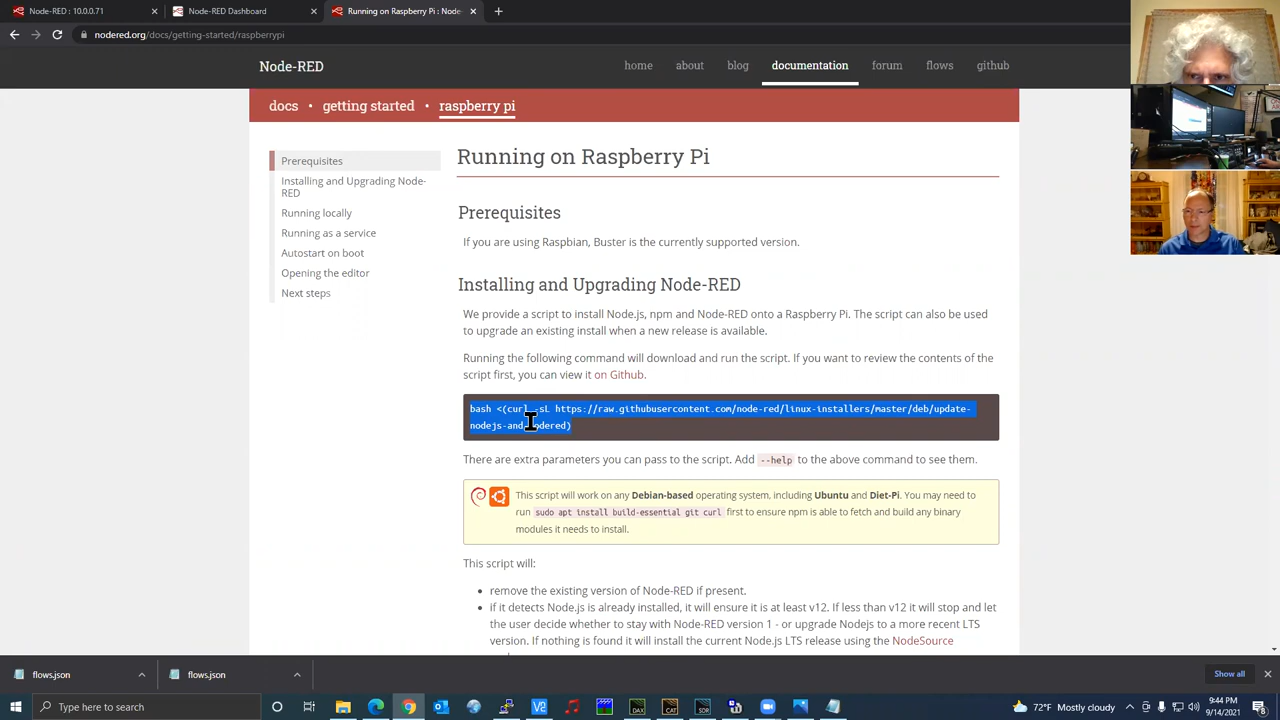 Node-RED : 10.0.0.71
Node-RED Dashboard
Running on Raspberry Pi : Node-
nodered.org/docs/getting-started/raspberrypi
Node-RED
home
about
blog
documentation
forum
flows
github
docs • getting started • raspberry pi
Prerequisites
Installing and Upgrading Node-
RED
Running locally
Running as a service
Autostart on boot
Opening the editor
Next steps
Running on Raspberry Pi
Prerequisites
If you are using Raspbian, Buster is the currently supported version.
Installing and Upgrading Node-RED
We provide a script to install Node.js, npm and Node-RED onto a Raspberry Pi. The script can also be used
to upgrade an existing install when a new release is available.
Running the following command will download and run the script. If you want to review the contents of the
script first, you can view it on Github.
bash <(curl -sL https://raw.githubusercontent.com/node-red/linux-installers/master/deb/update-
nodejs-and-nodered)
There are extra parameters you can pass to the script. Add --help to the above command to see them.
This script will work on any Debian-based operating system, including Ubuntu and Diet-Pi. You may need to
run sudo apt install build-essential git curl first to ensure npm is able to fetch and build any binary
modules it needs to install.
This script will:
• remove the existing version of Node-RED if present.
• if it detects Node.js is already installed, it will ensure it is at least v12. If less than v12 it will stop and let
the user decide whether to stay with Node-RED version 1 - or upgrade Nodejs to a more recent LTS
version. If nothing is found it will install the current Node.js LTS release using the NodeSource
flows.json
flows.json
Show all
Type here to search
DAX
CAT
SDR
72°F Mostly cloudy
9:44 PM
9/14/2021
8